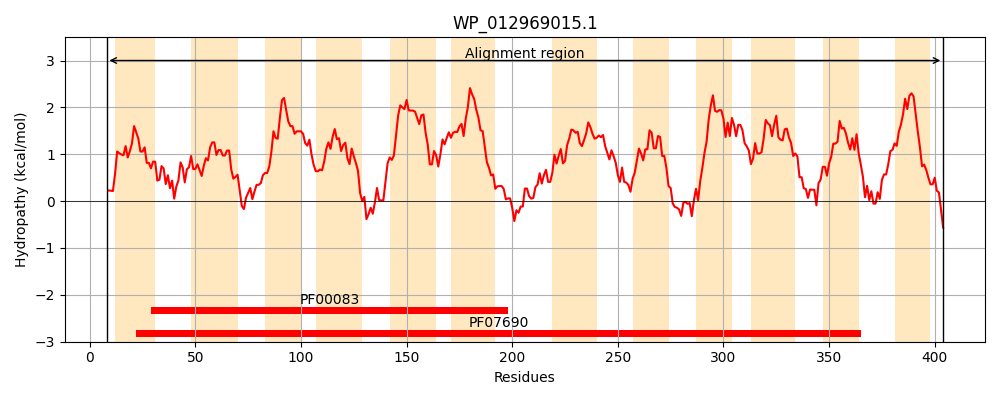 WP_012969015.1
Alignment region
3
2
1
0
−1
−2
−3
Hydropathy (kcal/mol)
PF00083
PF07690
0 50 100 150 200 250 300 350 400
Residues